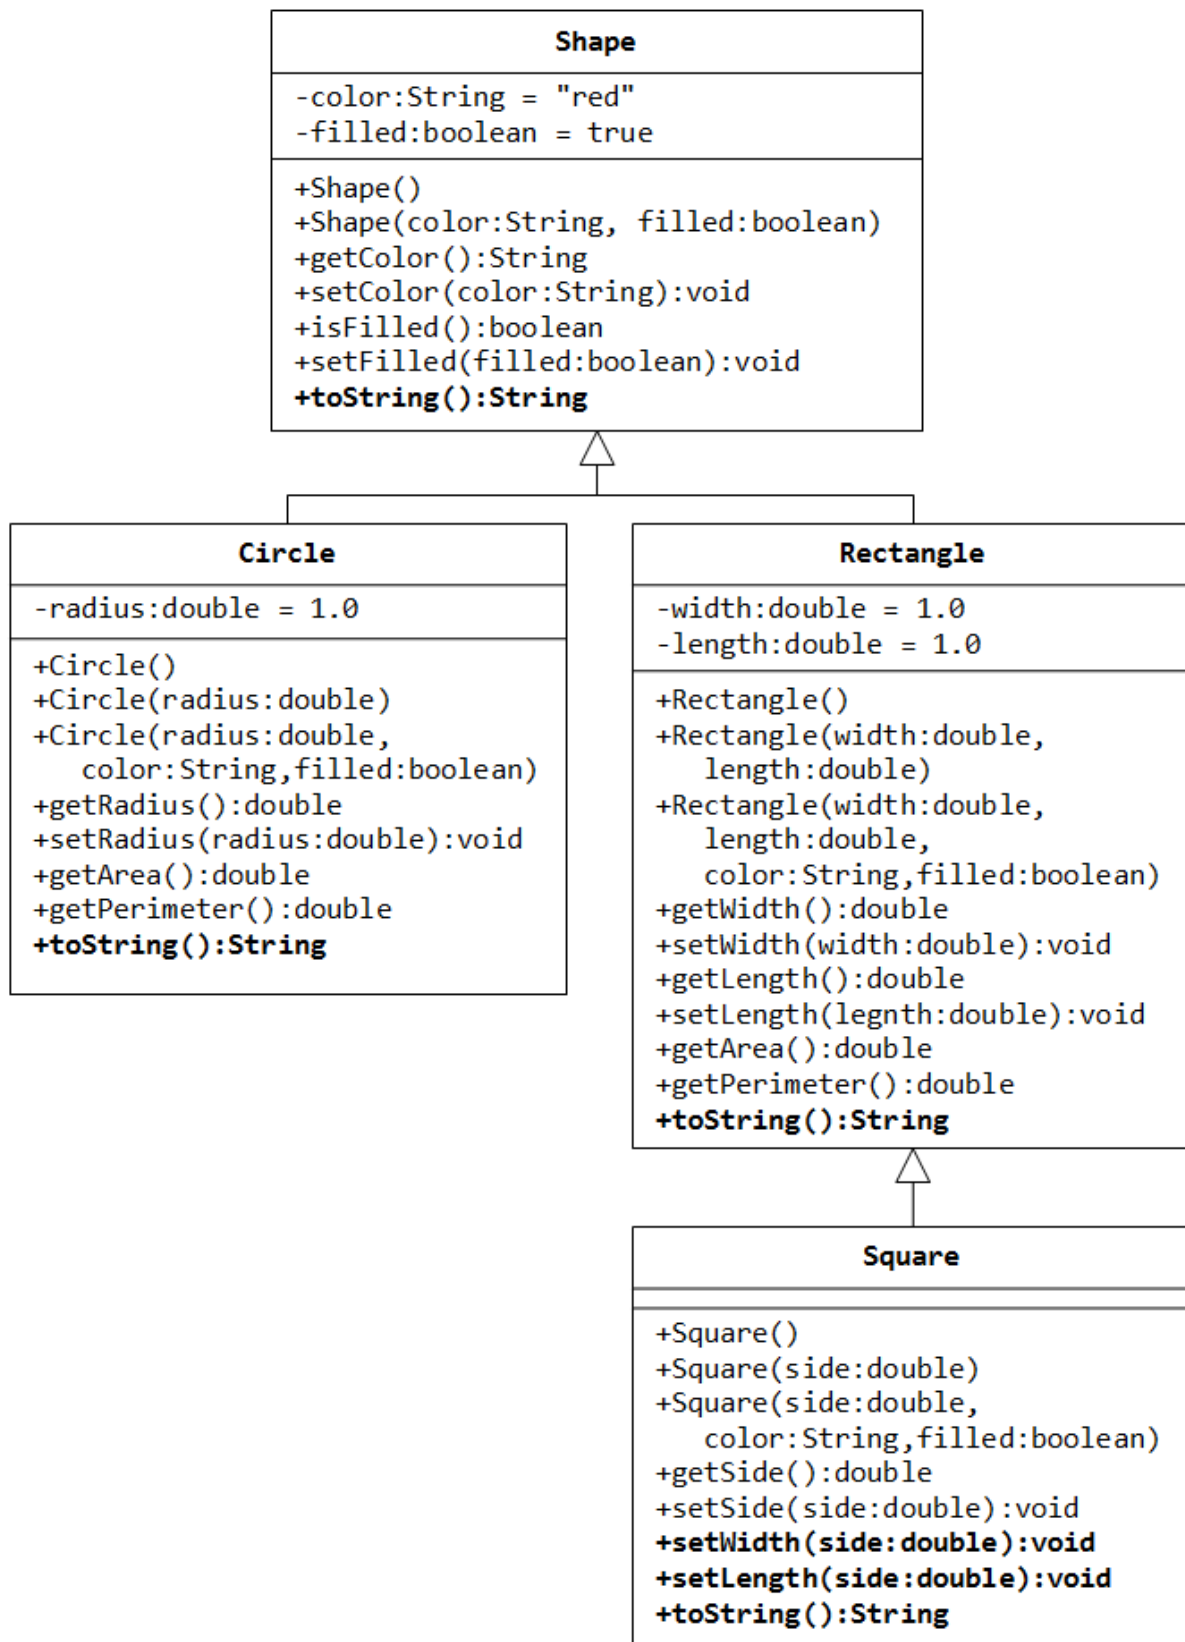 Shape
-color:String = "red"
-filled:boolean = true
+Shape()
+Shape(color:String, filled:boolean)
+getColor():String
+setColor(color:String):void
+isFilled():boolean
+setFilled(filled:boolean):void
+toString():String
Circle
-radius:double = 1.0
+Circle()
+Circle(radius:double)
+Circle(radius:double,
color:String,filled:boolean)
+getRadius():double
+setRadius(radius:double):void
+getArea():double
+getPerimeter():double
+toString():String
Rectangle
-width:double = 1.0
-length:double = 1.0
+Rectangle()
+Rectangle(width:double,
length:double)
+Rectangle(width:double,
length:double,
color:String,filled:boolean)
+getWidth():double
+setWidth(width:double):void
+getLength():double
+setLength(legnth:double):void
+getArea():double
+getPerimeter():double
+toString():String
Square
+Square()
+Square(side:double)
+Square(side:double,
color:String,filled:boolean)
+getSide():double
+setSide(side:double):void
+setWidth(side:double):void
+setLength(side:double):void
+toString():String